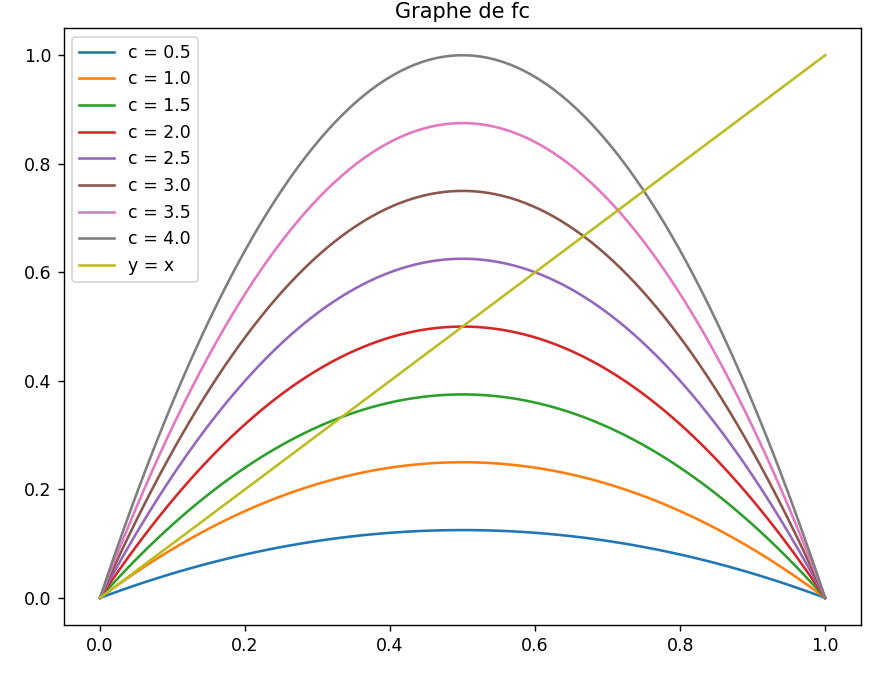 Graphe de fc
c = 0.5
c = 1.0
c = 1.5
c = 2.0
c = 2.5
c = 3.0
c = 3.5
c = 4.0
y = x
1.0
0.8
0.6
0.4
0.2
0.0
0.0 0.2 0.4 0.6 0.8 1.0